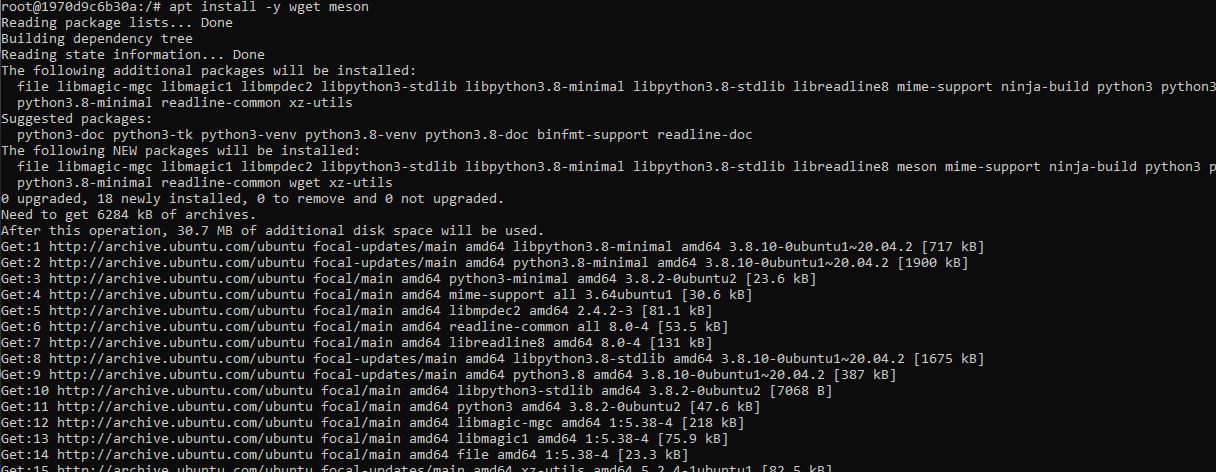 root@1970d9c6b30a:/# apt install -y wget meson
Reading package lists... Done
Building dependency tree
Reading state information... Done
The following additional packages will be installed:
  file libmagic-mgc libmagic1 libmpdec2 libpython3-stdlib libpython3.8-minimal libpython3.8-stdlib libreadline8 mime-support ninja-build python3 python3
  python3.8-minimal readline-common xz-utils
Suggested packages:
  python3-doc python3-tk python3-venv python3.8-venv python3.8-doc binfmt-support readline-doc
The following NEW packages will be installed:
  file libmagic-mgc libmagic1 libmpdec2 libpython3-stdlib libpython3.8-minimal libpython3.8-stdlib libreadline8 meson mime-support ninja-build python3 p
  python3.8-minimal readline-common wget xz-utils
0 upgraded, 18 newly installed, 0 to remove and 0 not upgraded.
Need to get 6284 kB of archives.
After this operation, 30.7 MB of additional disk space will be used.
Get:1 http://archive.ubuntu.com/ubuntu focal-updates/main amd64 libpython3.8-minimal amd64 3.8.10-0ubuntu1~20.04.2 [717 kB]
Get:2 http://archive.ubuntu.com/ubuntu focal-updates/main amd64 python3.8-minimal amd64 3.8.10-0ubuntu1~20.04.2 [1900 kB]
Get:3 http://archive.ubuntu.com/ubuntu focal/main amd64 python3-minimal amd64 3.8.2-0ubuntu2 [23.6 kB]
Get:4 http://archive.ubuntu.com/ubuntu focal/main amd64 mime-support all 3.64ubuntu1 [30.6 kB]
Get:5 http://archive.ubuntu.com/ubuntu focal/main amd64 libmpdec2 amd64 2.4.2-3 [81.1 kB]
Get:6 http://archive.ubuntu.com/ubuntu focal/main amd64 readline-common all 8.0-4 [53.5 kB]
Get:7 http://archive.ubuntu.com/ubuntu focal/main amd64 libreadline8 amd64 8.0-4 [131 kB]
Get:8 http://archive.ubuntu.com/ubuntu focal-updates/main amd64 libpython3.8-stdlib amd64 3.8.10-0ubuntu1~20.04.2 [1675 kB]
Get:9 http://archive.ubuntu.com/ubuntu focal-updates/main amd64 python3.8 amd64 3.8.10-0ubuntu1~20.04.2 [387 kB]
Get:10 http://archive.ubuntu.com/ubuntu focal/main amd64 libpython3-stdlib amd64 3.8.2-0ubuntu2 [7068 B]
Get:11 http://archive.ubuntu.com/ubuntu focal/main amd64 python3 amd64 3.8.2-0ubuntu2 [47.6 kB]
Get:12 http://archive.ubuntu.com/ubuntu focal/main amd64 libmagic-mgc amd64 1:5.38-4 [218 kB]
Get:13 http://archive.ubuntu.com/ubuntu focal/main amd64 libmagic1 amd64 1:5.38-4 [75.9 kB]
Get:14 http://archive.ubuntu.com/ubuntu focal/main amd64 file amd64 1:5.38-4 [23.3 kB]
Get:15 http://archive.ubuntu.com/ubuntu focal-updates/main amd64 xz-utils amd64 5.2.4-1ubuntu1 [82.5 kB]